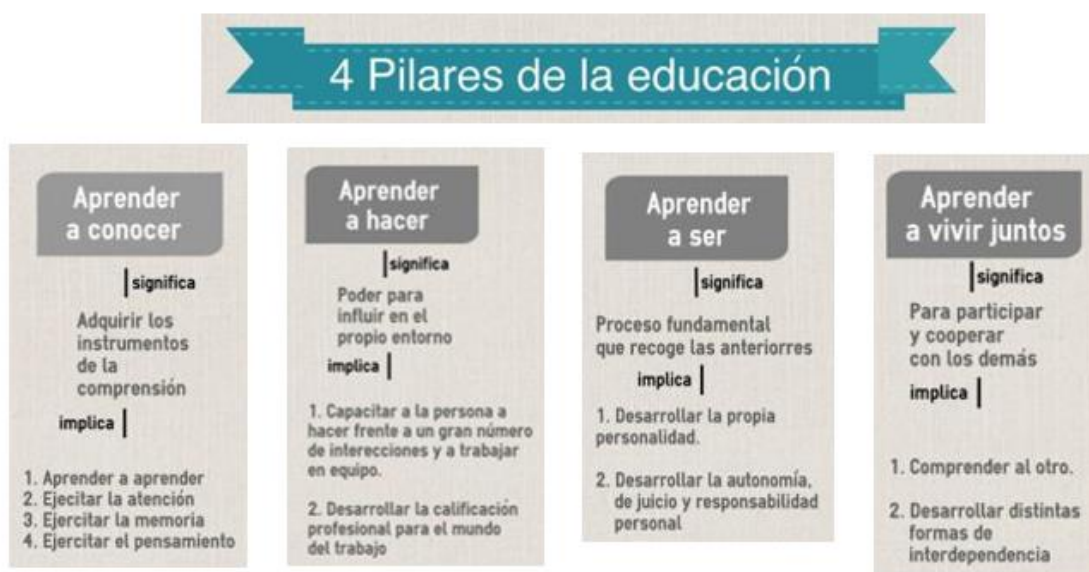 4 Pilares de la educación
Aprender
a conocer
significa
Adquirir los
instrumentos
de la
comprensión
implica
1. Aprender a aprender
2. Ejecitar la atención
3. Ejercitar la memoria
4. Ejercitar el pensamiento
Aprender
a hacer
significa
Poder para
influir en el
propio entorno
implica
1. Capacitar a la persona a
hacer frente a un gran número
de interecciones y a trabajar
en equipo.
2. Desarrollar la calificación
profesional para el mundo
del trabajo
Aprender
a ser
significa
Proceso fundamental
que recoge las anteriorres
implica
1. Desarrollar la propia
personalidad.
2. Desarrollar la autonomía,
de juicio y responsabilidad
personal
Aprender
a vivir juntos
significa
Para participar
y cooperar
con los demás
implica
1. Comprender al otro.
2. Desarrollar distintas
formas de
interdependencia